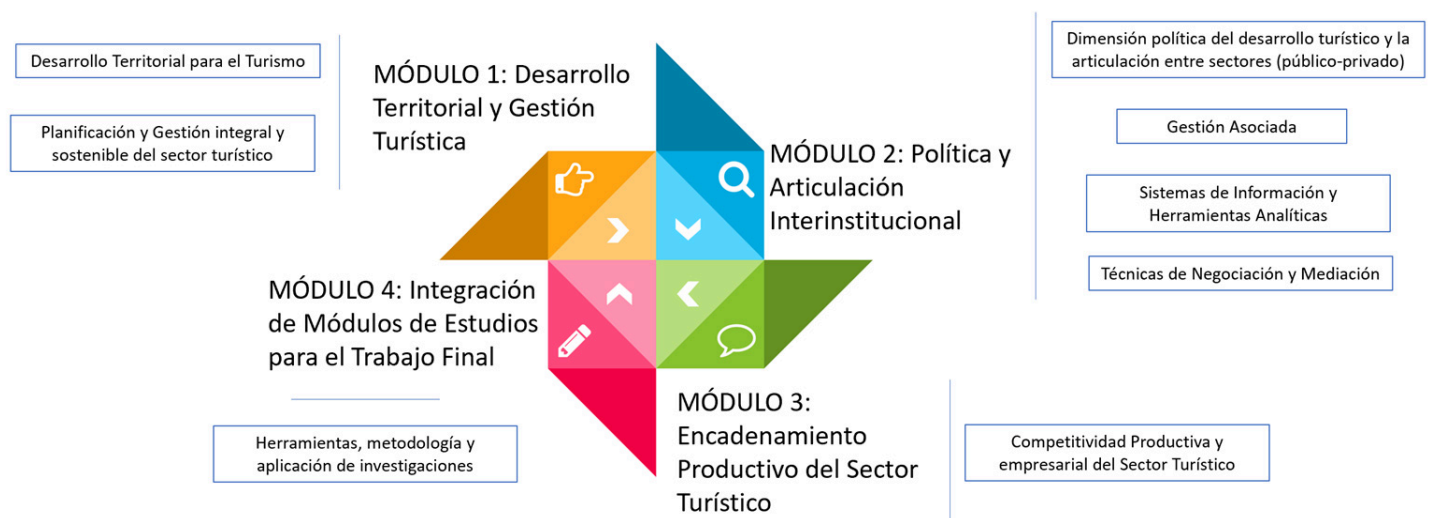 Desarrollo Territorial para el Turismo
Planificación y Gestión integral y
sostenible del sector turístico
MÓDULO 1: Desarrollo
Territorial y Gestión
Turística
MÓDULO 2: Política y
Articulación
Interinstitucional
Dimensión política del desarrollo turístico y la
articulación entre sectores (público-privado)
Gestión Asociada
Sistemas de Información y
Herramientas Analíticas
Técnicas de Negociación y Mediación
MÓDULO 4: Integración
de Módulos de Estudios
para el Trabajo Final
Herramientas, metodología y
aplicación de investigaciones
MÓDULO 3:
Encadenamiento
Productivo del Sector
Turístico
Competitividad Productiva y
empresarial del Sector Turístico